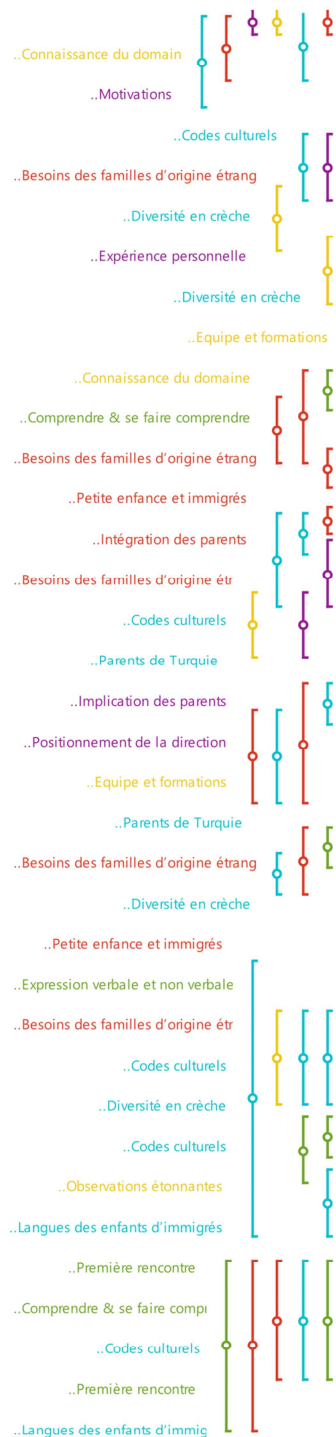 ..Connaissance du domain
..Motivations
..Codes culturels
..Besoins des familles d'origine étrang
..Diversité en crèche
..Expérience personnelle
..Diversité en crèche
..Equipe et formations
..Connaissance du domaine
..Comprendre & se faire comprendre
..Besoins des familles d'origine étrang
..Petite enfance et immigrés
..Intégration des parents
..Besoins des familles d'origine étr
..Codes culturels
..Parents de Turquie
..Implication des parents
..Positionnement de la direction
..Equipe et formations
..Parents de Turquie
..Besoins des familles d'origine étrang
..Diversité en crèche
..Petite enfance et immigrés
..Expression verbale et non verbale
..Besoins des familles d'origine étr
..Codes culturels
..Diversité en crèche
..Codes culturels
..Observations étonnantes
..Langues des enfants d'immigrés
..Première rencontre
..Comprendre & se faire compr
..Codes culturels
..Première rencontre
..Langues des enfants d'immig